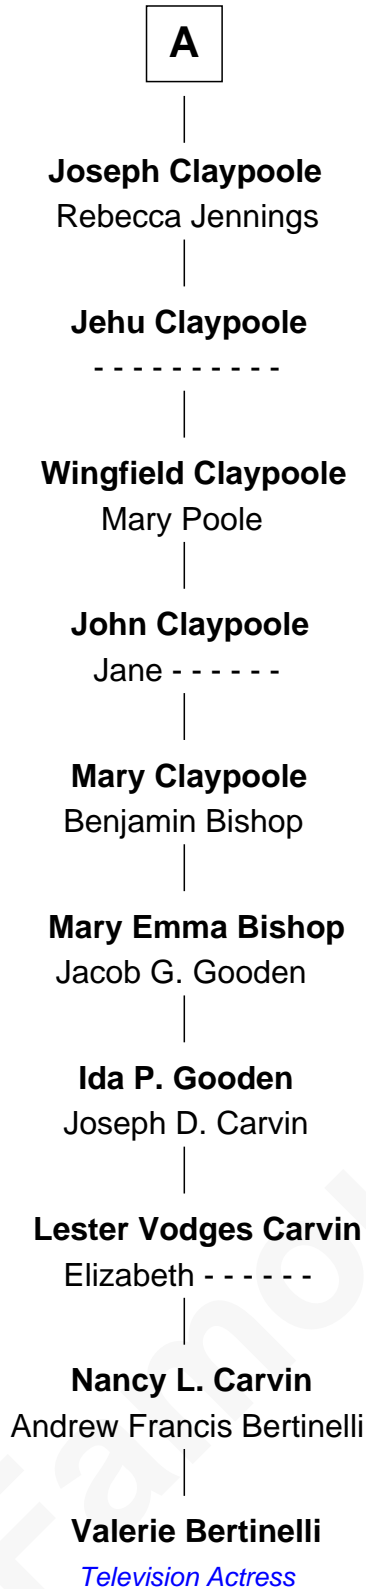 A
Joseph Claypoole
Rebecca Jennings
Jehu Claypoole
- - - - - - - - - -
Wingfield Claypoole
Mary Poole
John Claypoole
Jane - - - - - -
Mary Claypoole
Benjamin Bishop
Mary Emma Bishop
Jacob G. Gooden
Ida P. Gooden
Joseph D. Carvin
Lester Vodges Carvin
Elizabeth - - - - - -
Nancy L. Carvin
Andrew Francis Bertinelli
Valerie Bertinelli
Television Actress